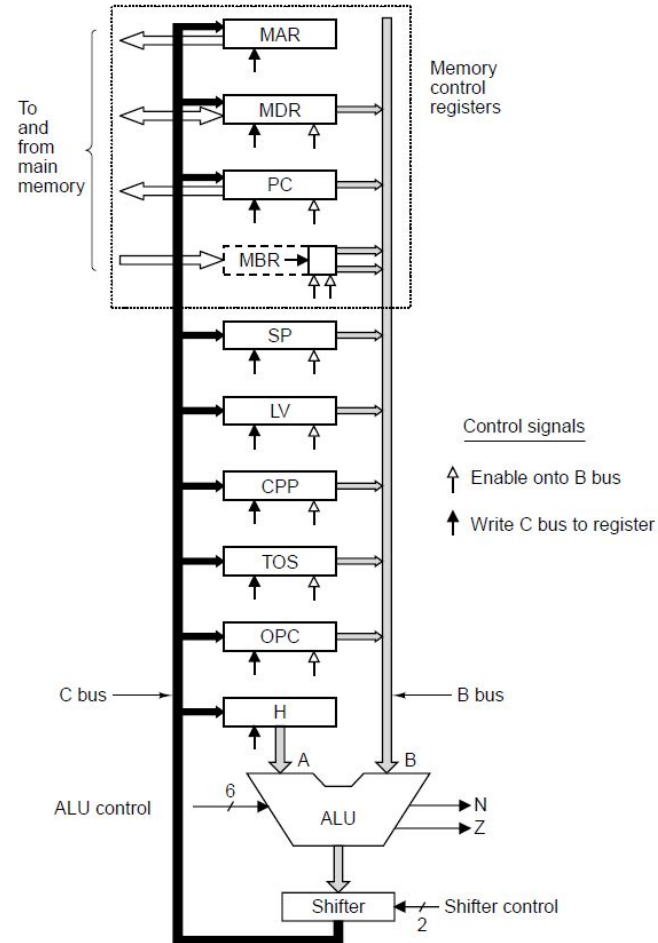 MAR
Memory
control
registers
To
and
from
main
memory
MDR
PC
MBR
SP
LV
Control signals
CPP
Enable onto B bus
TOS
Write C bus to register
OPC
C bus
B bus
H
A
B
6
ALU control
ALU
N
Z
Shifter
Shifter control
2